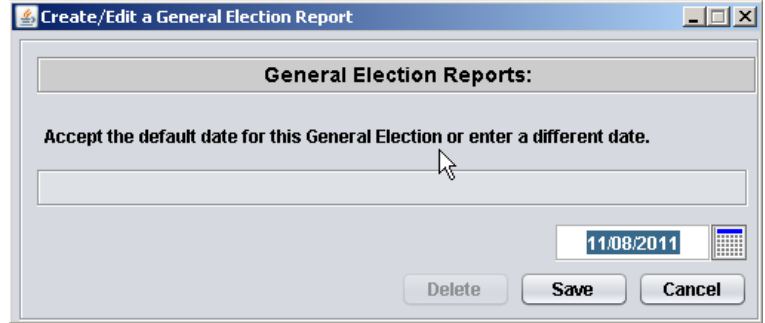 Create/Edit a General Election Report
General Election Reports:
Accept the default date for this General Election or enter a different date.
11/08/2011
Delete Save Cancel